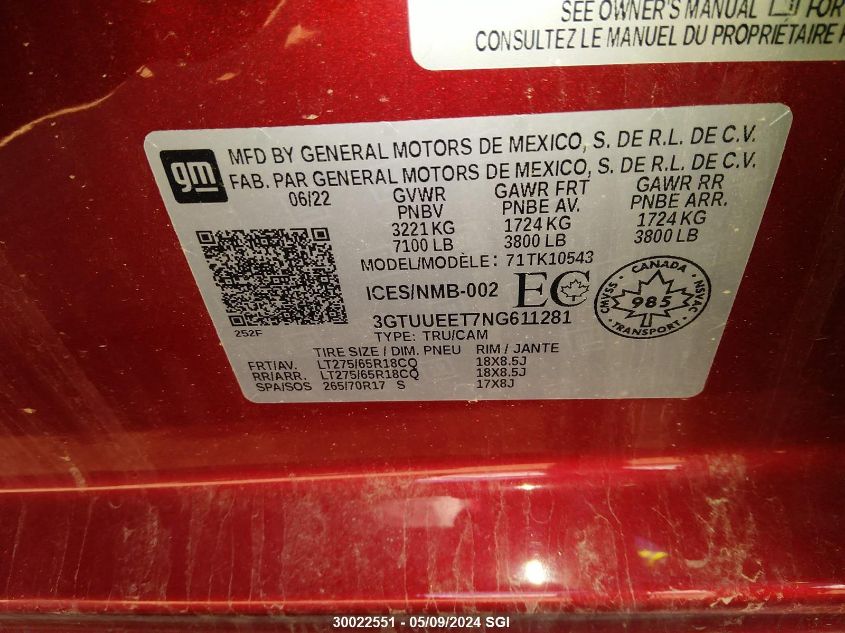 SEE OWNER'S MANUAL FOR
CONSULTEZ LE MANUEL DU PROPRIÉTAIRE
gm
MFD BY GENERAL MOTORS DE MEXICO, S. DE R.L. DE C.V.
FAB. PAR GENERAL MOTORS DE MEXICO, S. DE R.L. DE C.V.
06/22 GVWR GAWR FRT GAWR RR
PNBV PNBE AV. PNBE ARR.
3221 KG 1724 KG 1724 KG
7100 LB 3800 LB 3800 LB
MODEL/MODÈLE: 71TK10543
ICES/NMB-002 EC
CANADA
CMVSS 985 NSVAC
TRANSPORT
3GTUUEET7NG611281
252F
TYPE: TRU/CAM
TIRE SIZE / DIM. PNEU RIM / JANTE
FRT/AV. LT275/65R18CQ 18X8.5J
RR/ARR. LT275/65R18CQ 18X8.5J
SPA/SOS 265/70R17 S 17X8J
30022551 - 05/09/2024 SGI